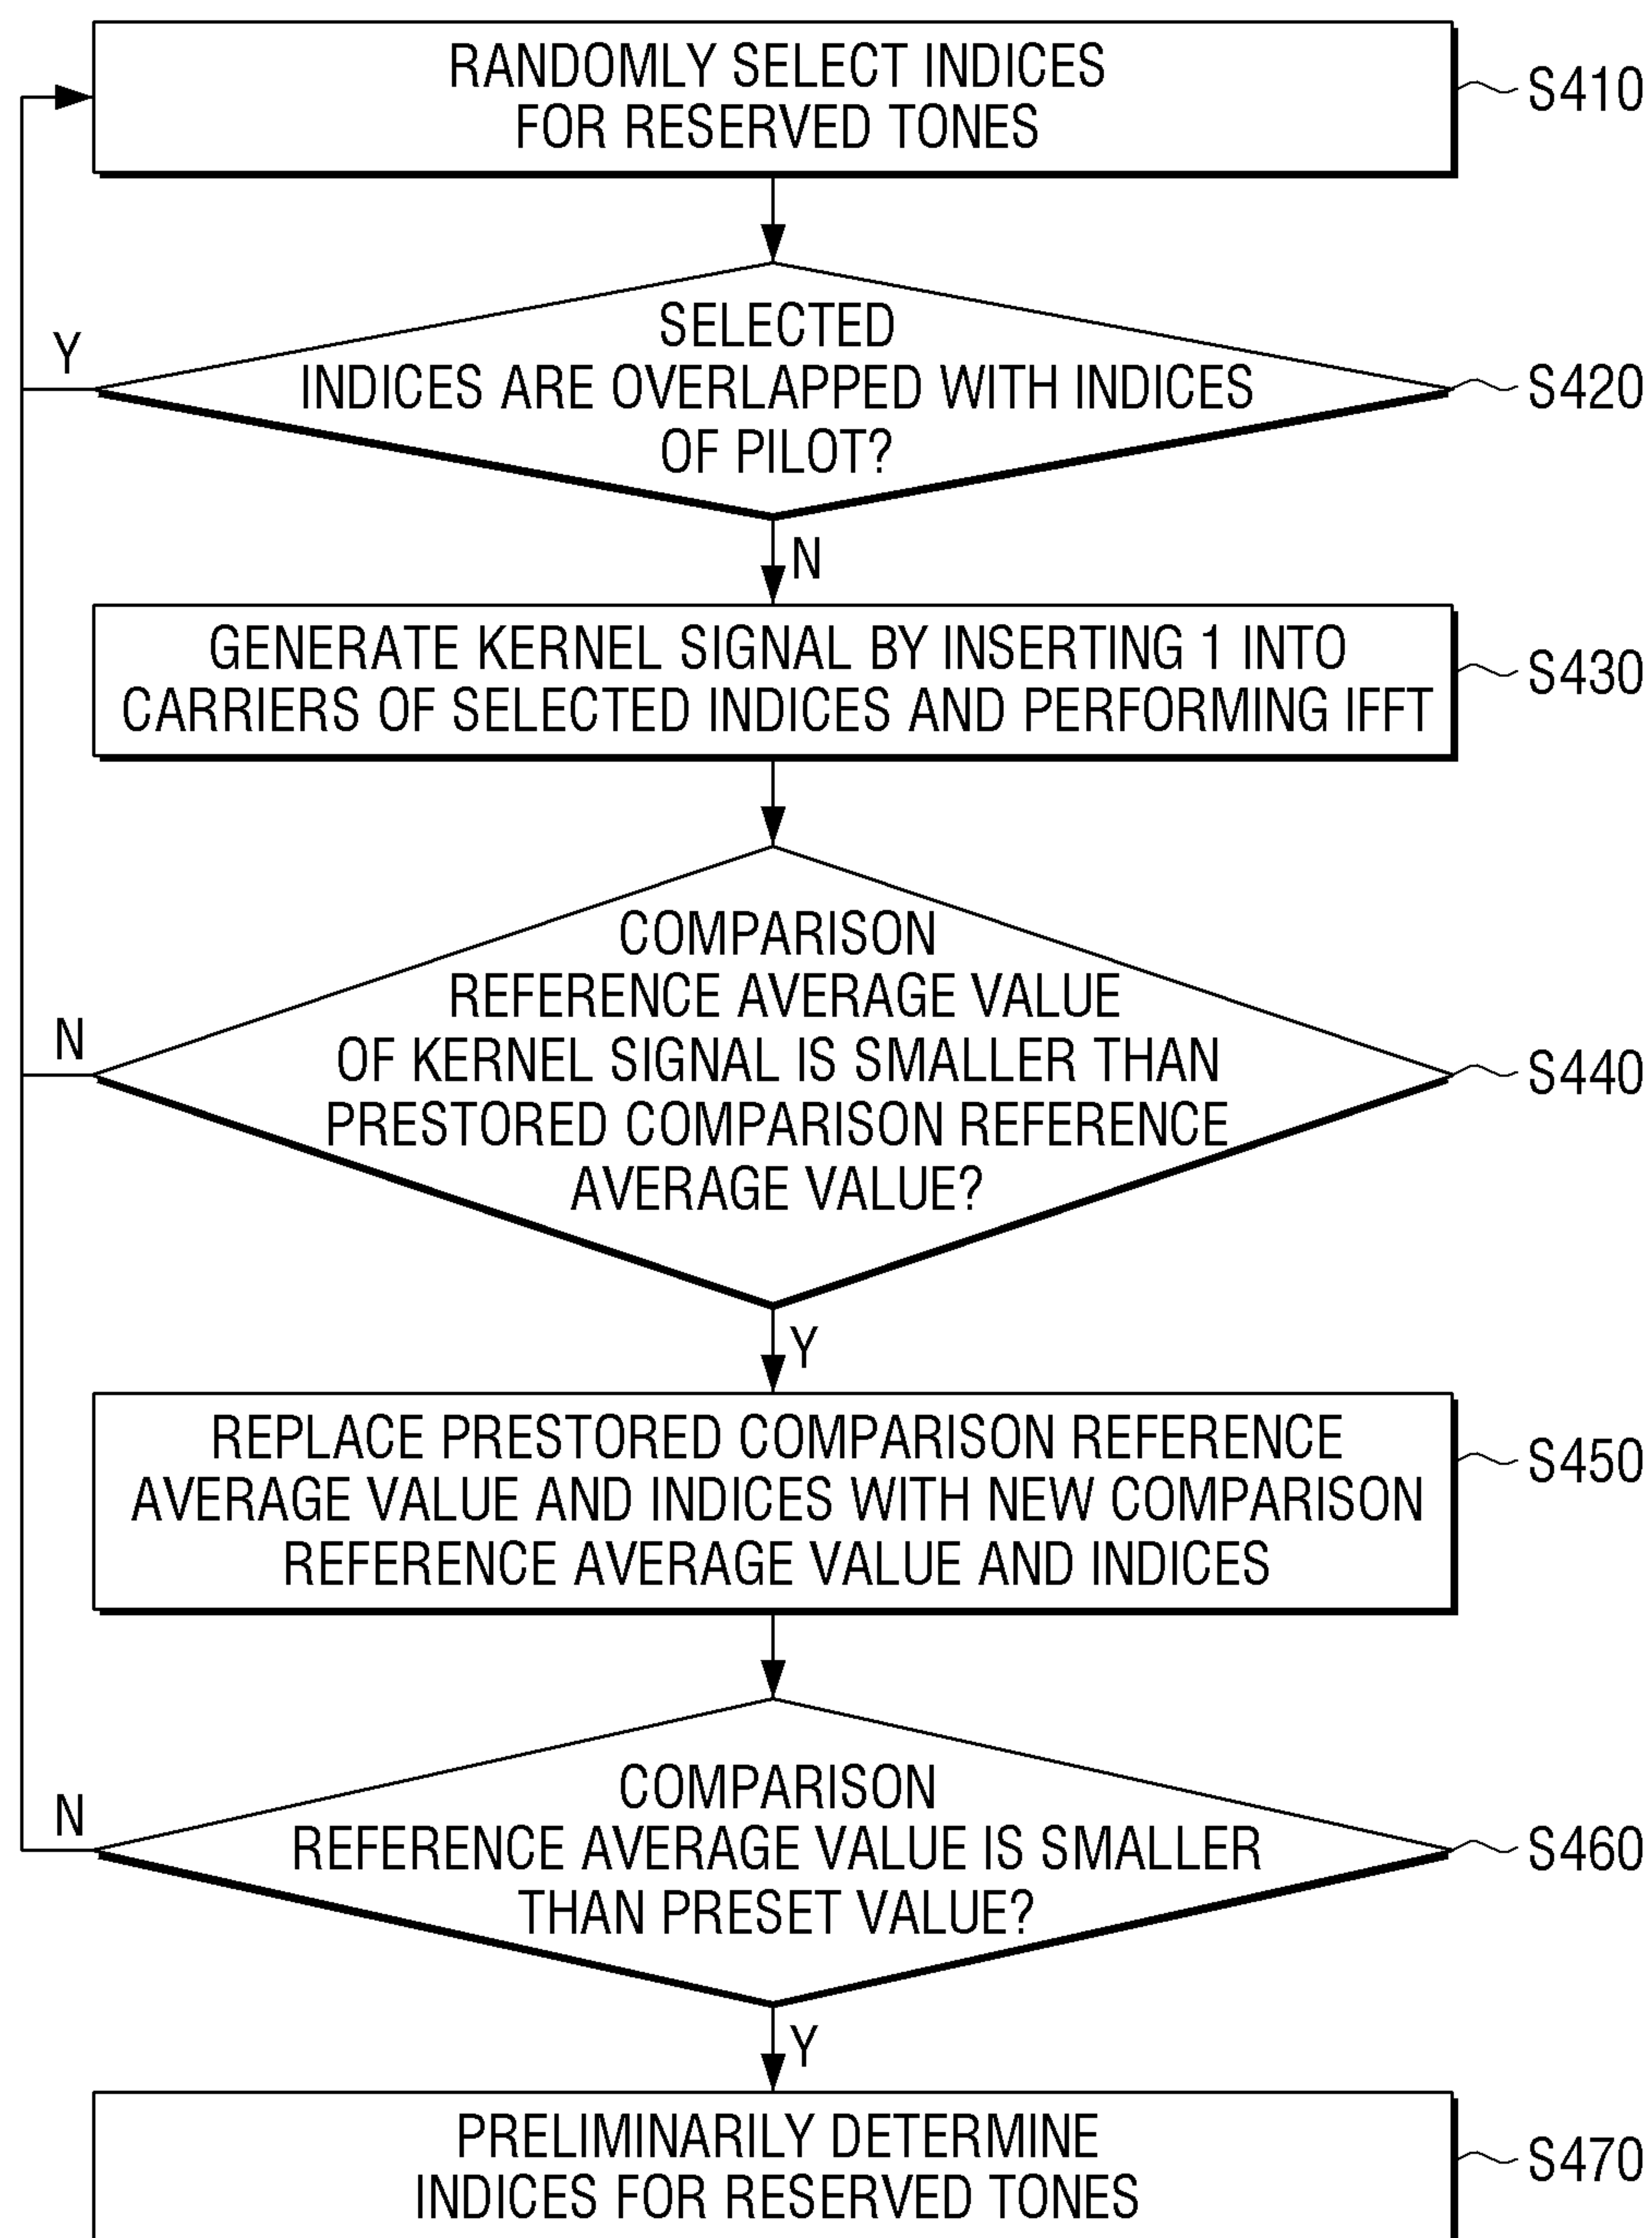 RANDOMLY SELECT INDICES
FOR RESERVED TONES
S410
SELECTED
INDICES ARE OVERLAPPED WITH INDICES
OF PILOT?
Y
S420
N
GENERATE KERNEL SIGNAL BY INSERTING 1 INTO
CARRIERS OF SELECTED INDICES AND PERFORMING IFFT
S430
COMPARISON
REFERENCE AVERAGE VALUE
OF KERNEL SIGNAL IS SMALLER THAN
PRESTORED COMPARISON REFERENCE
AVERAGE VALUE?
N
S440
Y
REPLACE PRESTORED COMPARISON REFERENCE
AVERAGE VALUE AND INDICES WITH NEW COMPARISON
REFERENCE AVERAGE VALUE AND INDICES
S450
COMPARISON
REFERENCE AVERAGE VALUE IS SMALLER
THAN PRESET VALUE?
N
S460
Y
PRELIMINARILY DETERMINE
INDICES FOR RESERVED TONES
S470